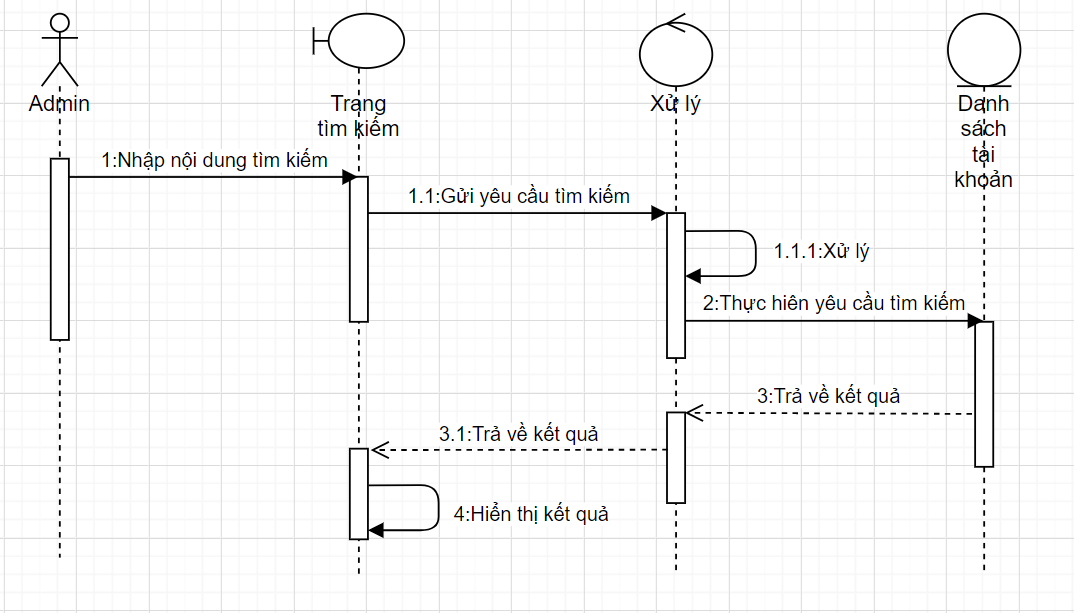 Admin
Trang
tìm kiếm
Xử lý
Danh
sách
tài
khoản
1:Nhập nội dung tìm kiếm
1.1:Gửi yêu cầu tìm kiếm
1.1.1:Xử lý
2:Thực hiên yêu cầu tìm kiếm
3:Trả về kết quả
3.1:Trả về kết quả
4:Hiển thị kết quả